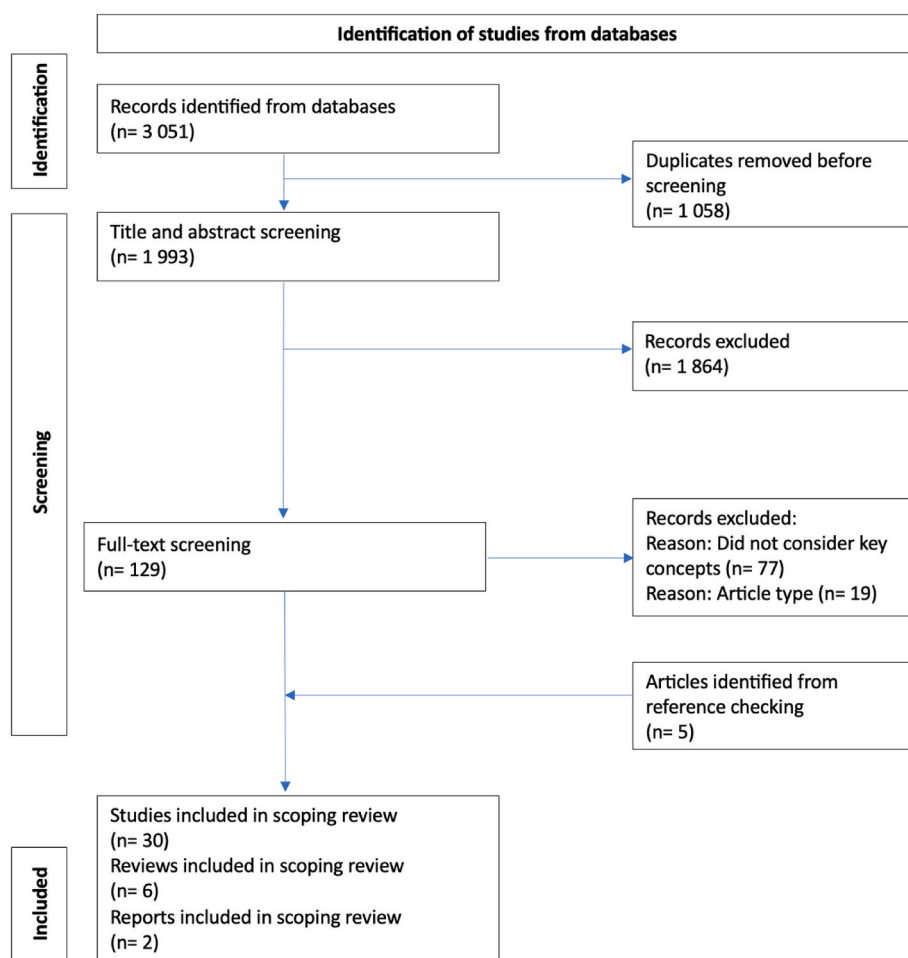 Identification of studies from databases
Identification
Records identified from databases
(n= 3 051)
Duplicates removed before
screening
(n= 1 058)
Screening
Title and abstract screening
(n= 1 993)
Records excluded
(n= 1 864)
Full-text screening
(n= 129)
Records excluded:
Reason: Did not consider key
concepts (n= 77)
Reason: Article type (n= 19)
Articles identified from
reference checking
(n= 5)
Included
Studies included in scoping review
(n= 30)
Reviews included in scoping review
(n= 6)
Reports included in scoping review
(n= 2)